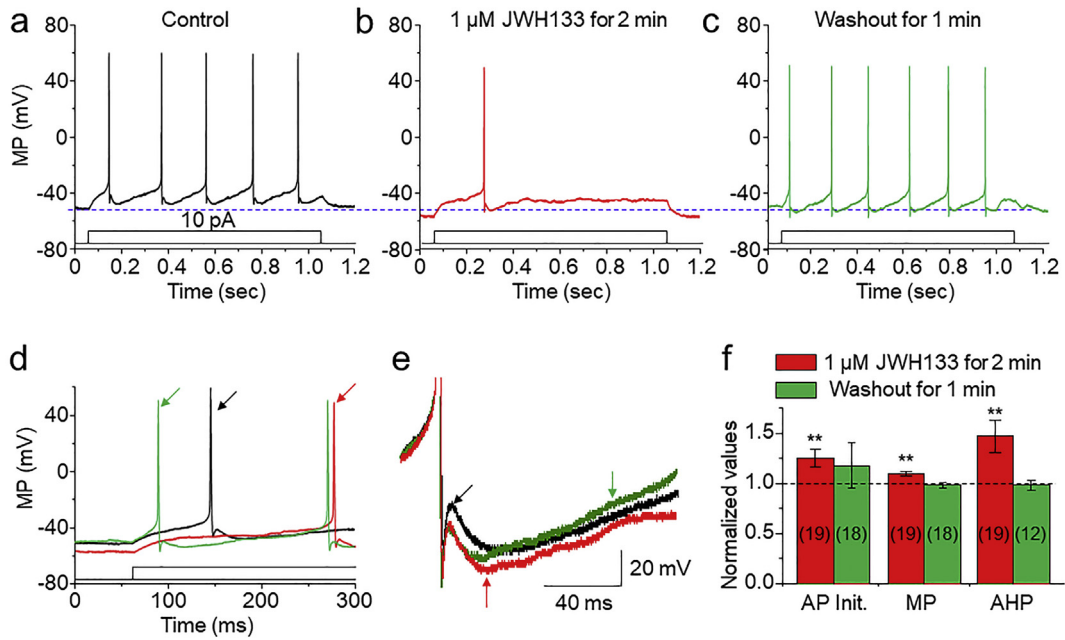 a Control
b 1 µM JWH133 for 2 min
c Washout for 1 min
MP (mV)
80
40
0
-40
-80
10 pA
0 0.2 0.4 0.6 0.8 1.0 1.2
Time (sec)
80
40
0
-40
-80
0 0.2 0.4 0.6 0.8 1.0 1.2
Time (sec)
80
40
0
-40
-80
0 0.2 0.4 0.6 0.8 1.0 1.2
Time (sec)
d
MP (mV)
40
0
-40
-80
100 200 300
Time (ms)
e
20 mV
40 ms
f
1 µM JWH133 for 2 min
Washout for 1 min
Normalized values
1.5
1.0
0.5
0.0
** ** **
(19) (18) (19) (18) (19) (12)
AP Init. MP AHP